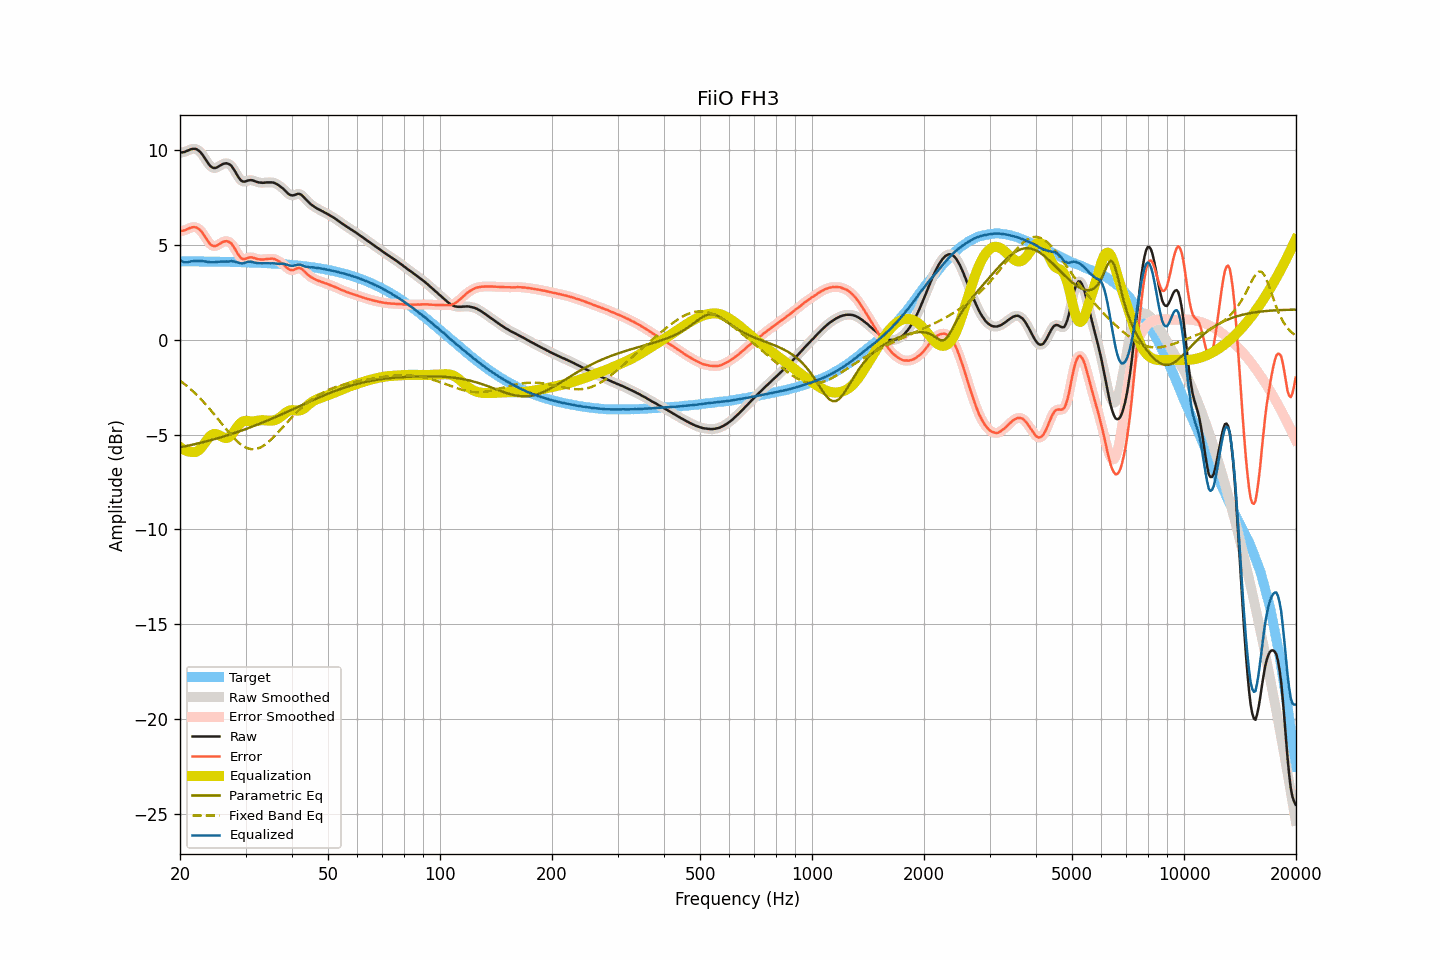 FiiO FH3
10
5
0
−5
−10
−15
−20
−25
Amplitude (dBr)
Target
Raw Smoothed
Error Smoothed
Raw
Error
Equalization
Parametric Eq
Fixed Band Eq
Equalized
20 50 100 200 500 1000 2000 5000 10000 20000
Frequency (Hz)